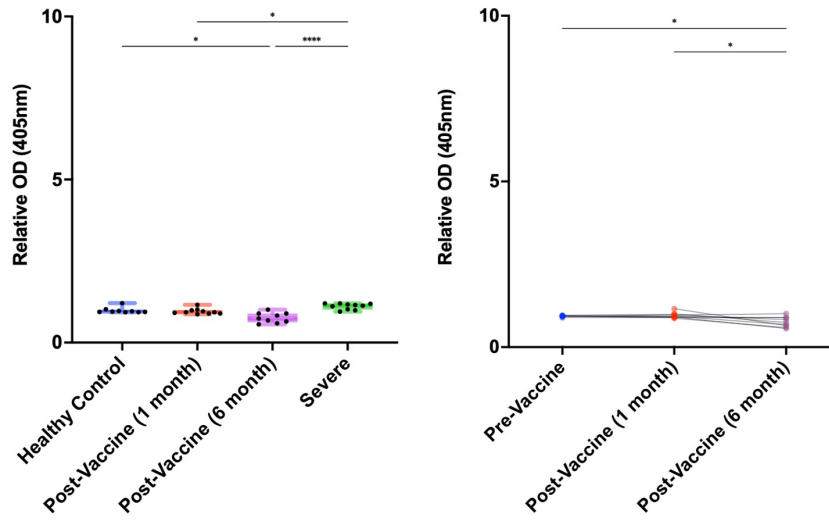 10
5
0
Relative OD (405nm)
*
*
****
Healthy Control
Post-Vaccine (1 month)
Post-Vaccine (6 month)
Severe
10
5
0
Relative OD (405nm)
*
*
Pre-Vaccine
Post-Vaccine (1 month)
Post-Vaccine (6 month)